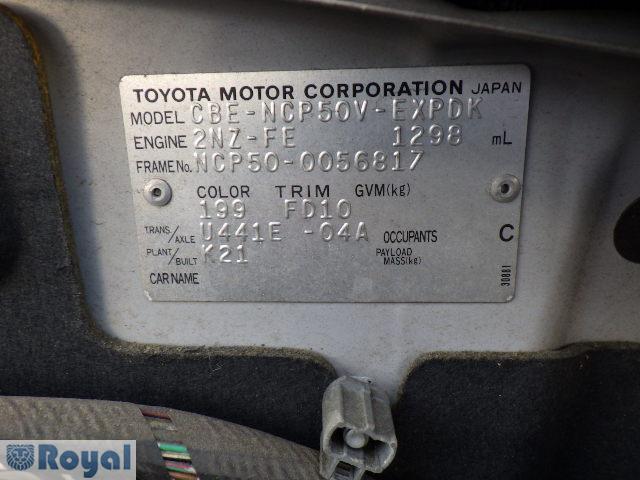 TOYOTA MOTOR CORPORATION JAPAN
MODEL CBE-NCP50V-EXPDK
ENGINE 2NZ-FE 1298 mL
FRAME No. NCP50-0056817
COLOR TRIM GVM(kg)
199 FD10
TRANS/AXLE U441E -04A OCCUPANTS C
PLANT/BUILT K21 PAYLOAD MASS(kg)
CAR NAME
30881
Royal